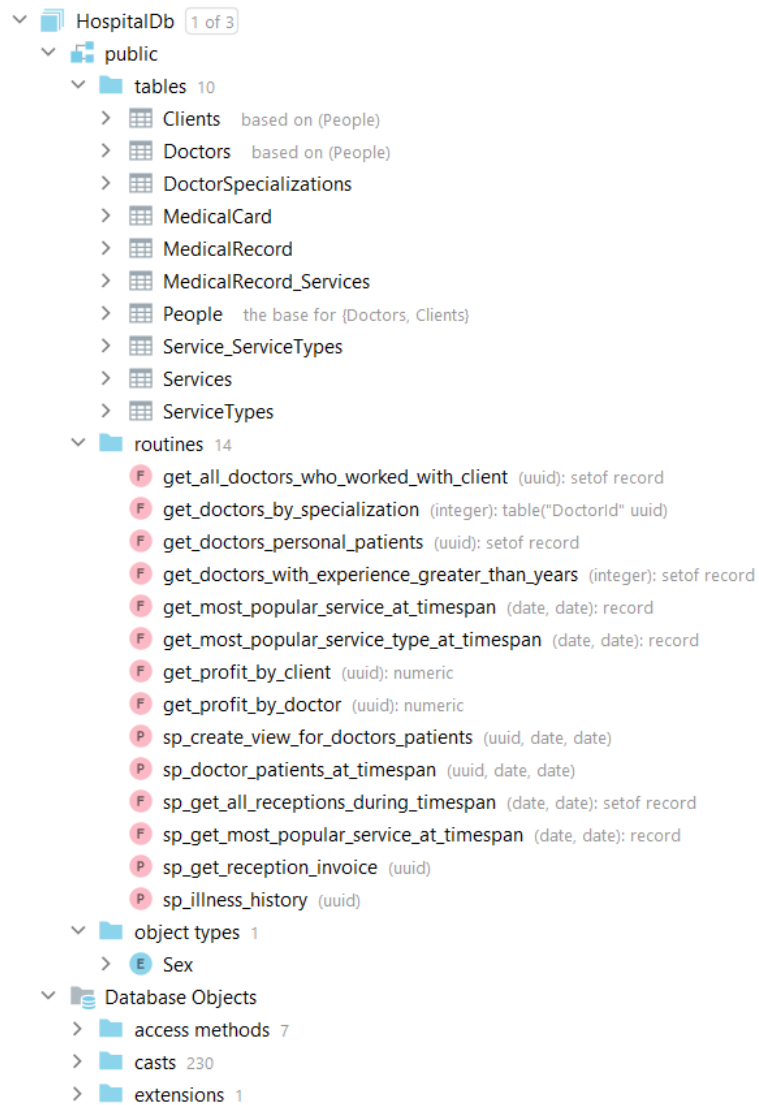 HospitalDb 1 of 3
public
tables 10
Clients based on (People)
Doctors based on (People)
DoctorSpecializations
MedicalCard
MedicalRecord
MedicalRecord_Services
People the base for {Doctors, Clients}
Service_ServiceTypes
Services
ServiceTypes
routines 14
F get_all_doctors_who_worked_with_client (uuid): setof record
F get_doctors_by_specialization (integer): table("DoctorId" uuid)
F get_doctors_personal_patients (uuid): setof record
F get_doctors_with_experience_greater_than_years (integer): setof record
F get_most_popular_service_at_timespan (date, date): record
F get_most_popular_service_type_at_timespan (date, date): record
F get_profit_by_client (uuid): numeric
F get_profit_by_doctor (uuid): numeric
P sp_create_view_for_doctors_patients (uuid, date, date)
P sp_doctor_patients_at_timespan (uuid, date, date)
F sp_get_all_receptions_during_timespan (date, date): setof record
F sp_get_most_popular_service_at_timespan (date, date): record
P sp_get_reception_invoice (uuid)
P sp_illness_history (uuid)
object types 1
E Sex
Database Objects
access methods 7
casts 230
extensions 1